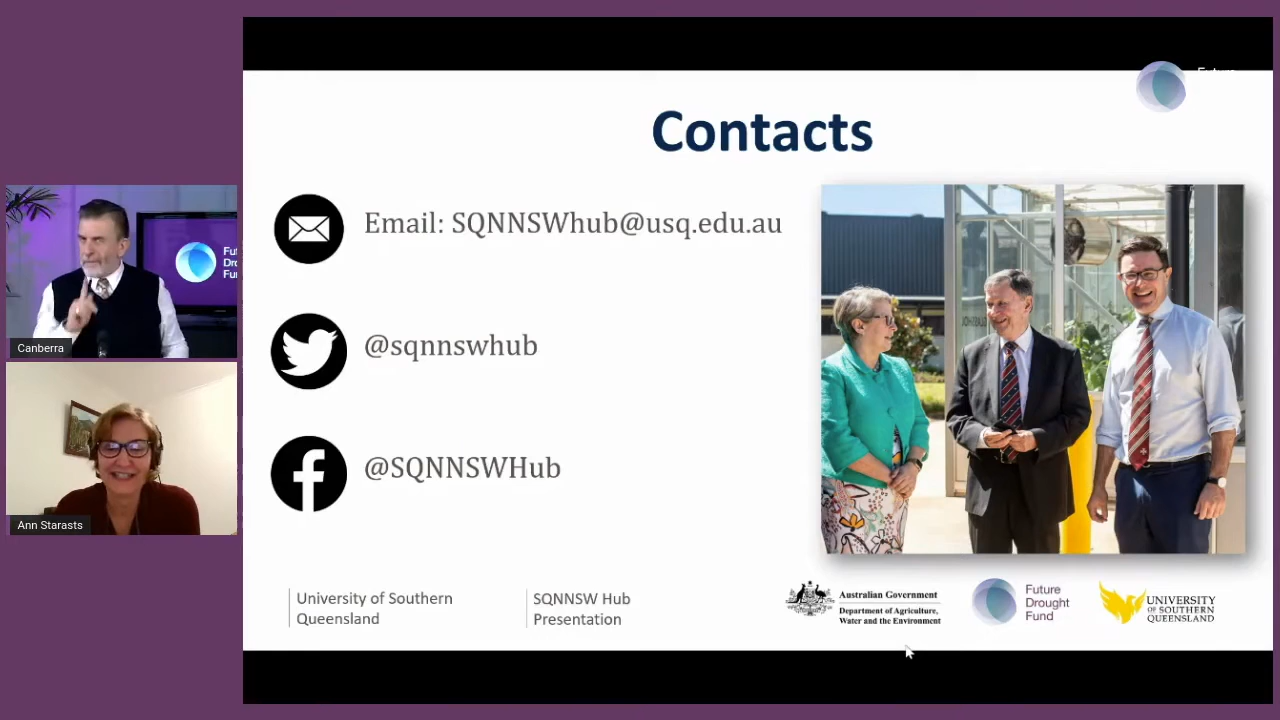 Future
Contacts
Email: SQNNSWhub@usq.edu.au
@sqnnswhub
@SQNNSWHub
Canberra
Ann Starasts
University of Southern
Queensland
SQNNSW Hub
Presentation
Australian Government
Department of Agriculture,
Water and the Environment
Future
Drought
Fund
UNIVERSITY
OF SOUTHERN
QUEENSLAND